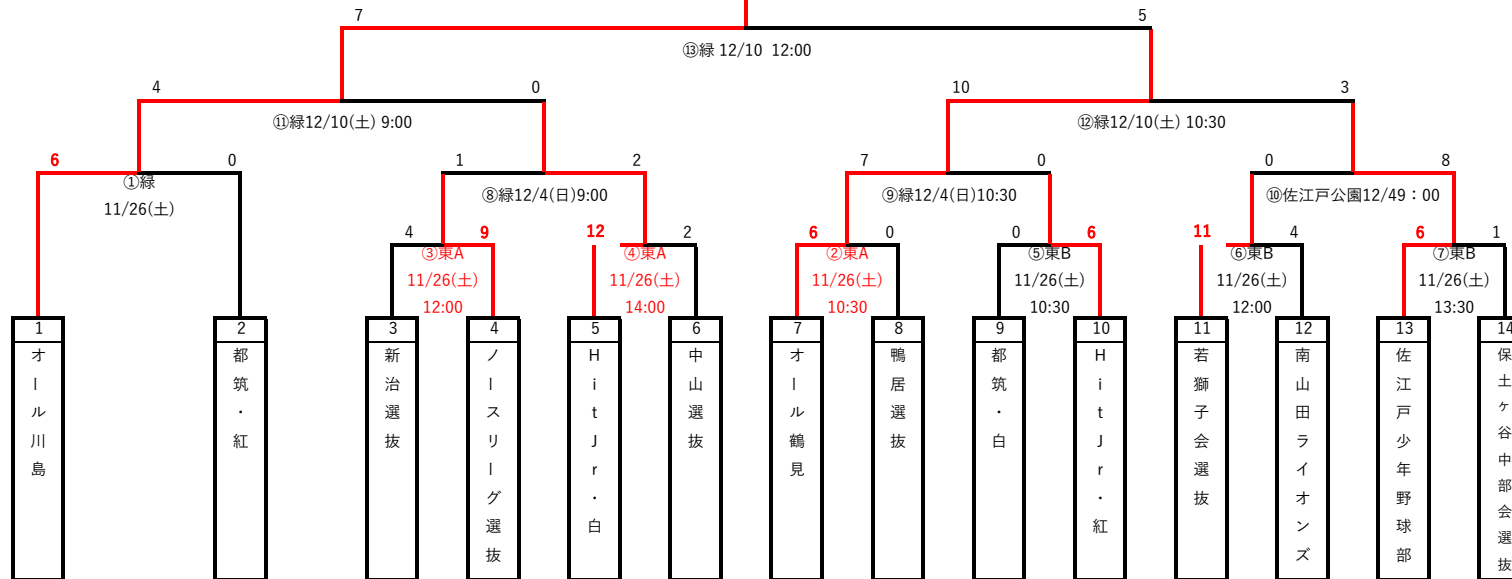 7 5
⑬緑 12/10 12:00
4 0 10 3
⑪緑12/10(土) 9:00 ⑫緑12/10(土) 10:30
6 0 1 2 7 0 0 8
①緑
11/26(土)
⑧緑12/4(日)9:00 ⑨緑12/4(日)10:30 ⑩佐江戸公園12/49：00
4 9 12 2 6 0 0 6 11 4 6 1
③東A ④東A ②東A ⑤東B ⑥東B ⑦東B
11/26(土) 11/26(土) 11/26(土) 11/26(土) 11/26(土) 11/26(土)
12:00 14:00 10:30 10:30 12:00 13:30
1 2 3 4 5 6 7 8 9 10 11 12 13 14
オール川島
都筑・紅
新治選抜
ノースリーグ選抜
HitJr・白
中山選抜
オール鶴見
鴨居選抜
都筑・白
HitJr・紅
若獅子会選抜
南山田ライオンズ
佐江戸少年野球部
保土ヶ谷中部会選抜